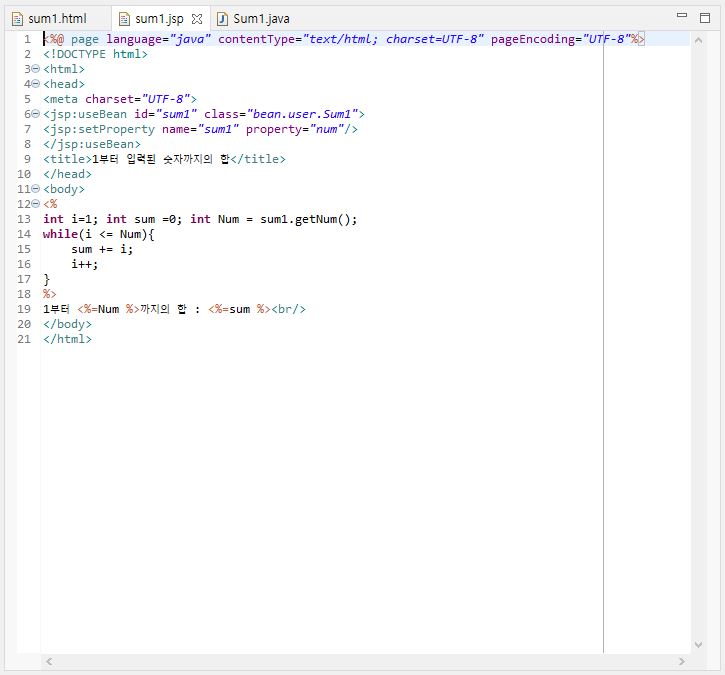 sum1.html sum1.jsp Sum1.java
1 <%@ page language="java" contentType="text/html; charset=UTF-8" pageEncoding="UTF-8"%>
2 <!DOCTYPE html>
3 <html>
4 <head>
5 <meta charset="UTF-8">
6 <jsp:useBean id="sum1" class="bean.user.Sum1">
7 <jsp:setProperty name="sum1" property="num"/>
8 </jsp:useBean>
9 <title>1부터 입력된 숫자까지의 합</title>
10 </head>
11 <body>
12 <%
13 int i=1; int sum =0; int Num = sum1.getNum();
14 while(i <= Num){
15     sum += i;
16     i++;
17 }
18 %>
19 1부터 <%=Num %>까지의 합 : <%=sum %><br/>
20 </body>
21 </html>